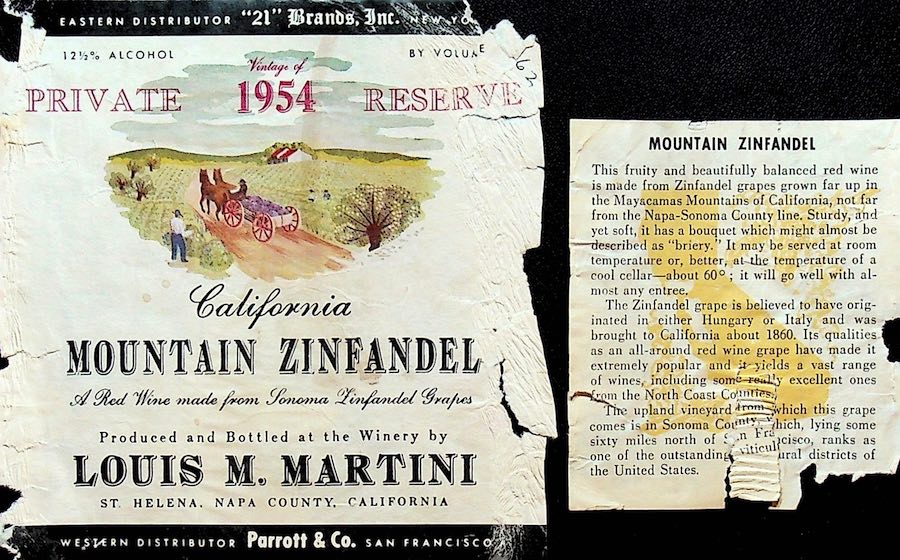 EASTERN DISTRIBUTOR "21" Brands, Inc. NEW YO
12½% ALCOHOL BY VOLUME
Vintage of
PRIVATE 1954 RESERVE
62
California
MOUNTAIN ZINFANDEL
A Red Wine made from Sonoma Zinfandel Grapes
Produced and Bottled at the Winery by
LOUIS M. MARTINI
ST. HELENA, NAPA COUNTY, CALIFORNIA
WESTERN DISTRIBUTOR Parrott & Co. SAN FRANCISCO
MOUNTAIN ZINFANDEL
This fruity and beautifully balanced red wine
is made from Zinfandel grapes grown far up in
the Mayacamas Mountains of California, not far
from the Napa-Sonoma County line. Sturdy, and
yet soft, it has a bouquet which might almost be
described as "briery." It may be served at room
temperature or, better, at the temperature of a
cool cellar—about 60°; it will go well with al-
most any entree.
The Zinfandel grape is believed to have orig-
inated in either Hungary or Italy and was
brought to California about 1860. Its qualities
as an all-around red wine grape have made it
extremely popular and it yields a vast range
of wines, including some really excellent ones
from the North Coast Counties.
The upland vineyard from which this grape
comes is in Sonoma County, which, lying some
sixty miles north of San Francisco, ranks as
one of the outstanding viticultural districts of
the United States.